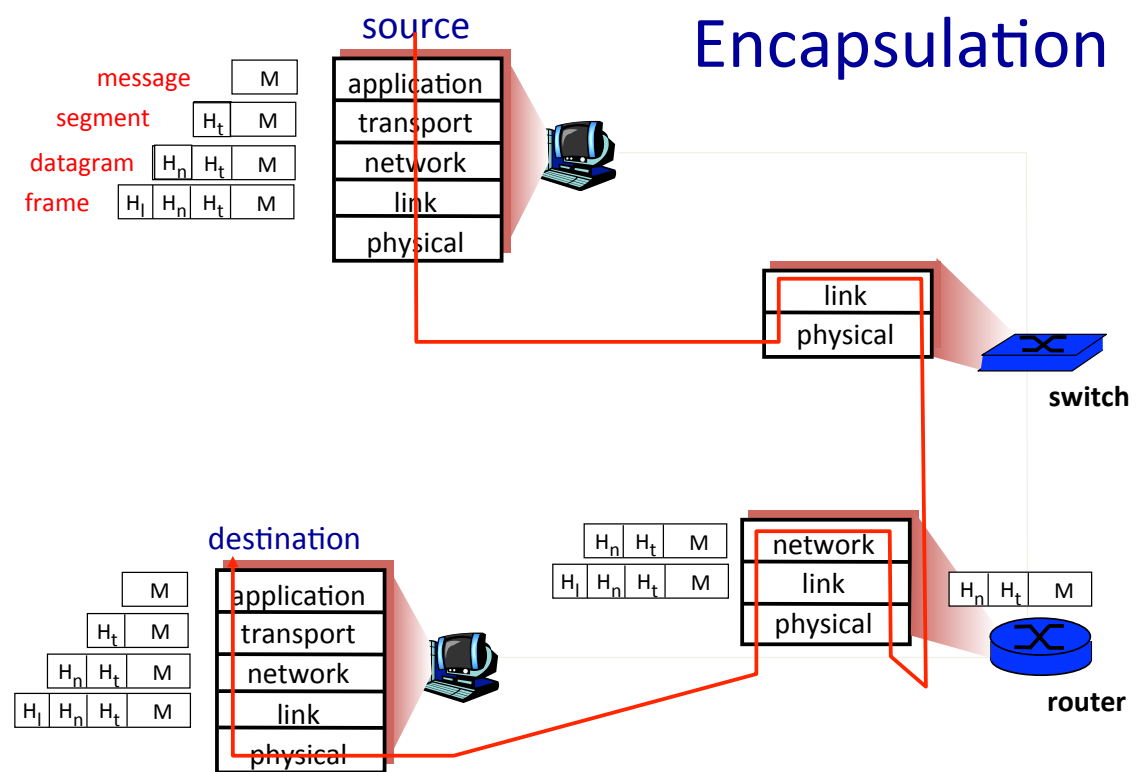 source
Encapsulation
message M
application
segment Hₜ M
transport
datagram Hₙ Hₜ M
network
frame Hₗ Hₙ Hₜ M
link
physical
link
physical
switch
destination
Hₙ Hₜ M
network
Hₗ Hₙ Hₜ M
link
Hₙ Hₜ M
physical
router
M
application
Hₜ M
transport
Hₙ Hₜ M
network
Hₗ Hₙ Hₜ M
link
physical